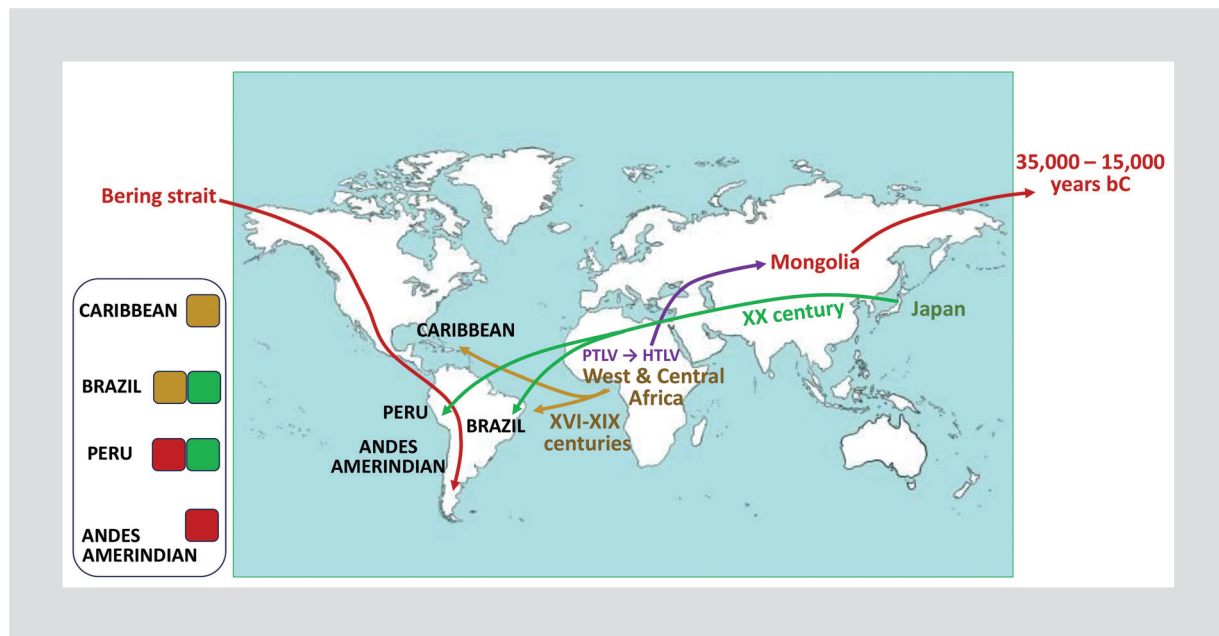 35,000 – 15,000
years bC
Bering strait
Mongolia
CARIBBEAN
BRAZIL
PERU
ANDES
AMERINDIAN
CARIBBEAN
XX century
Japan
PTLV → HTLV
West & Central
Africa
PERU
BRAZIL
XVI-XIX
centuries
ANDES
AMERINDIAN